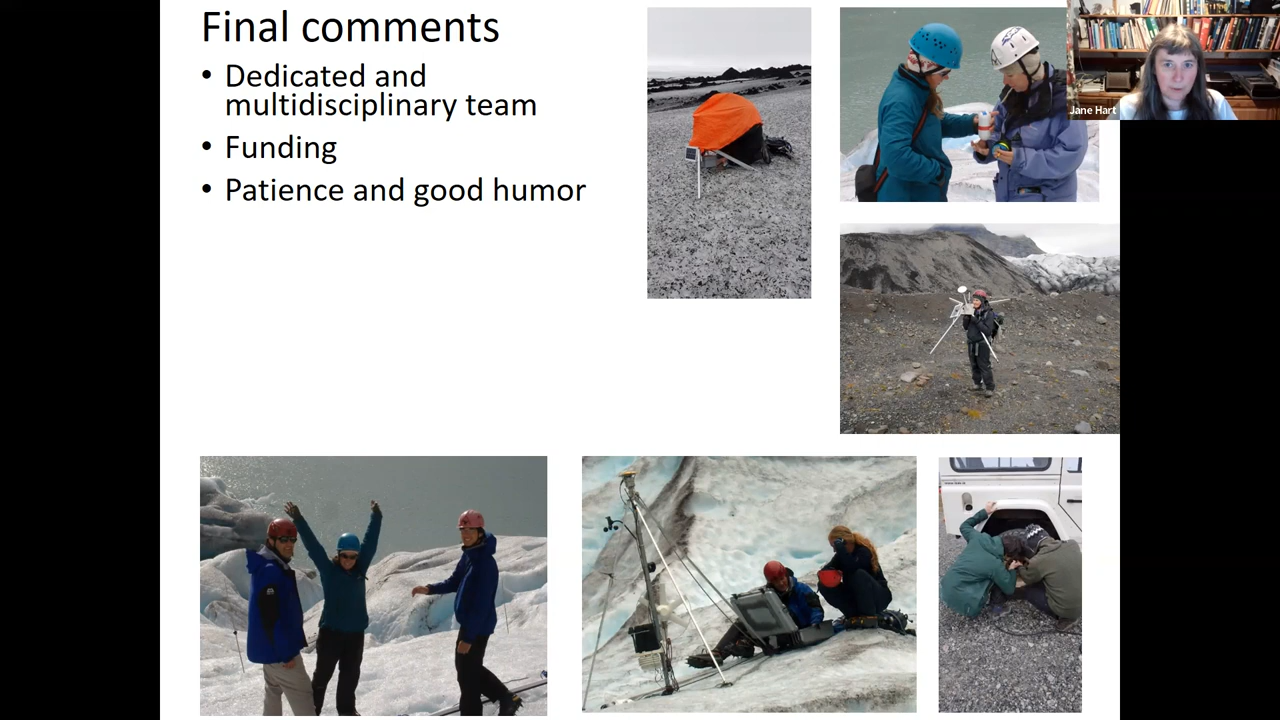 Final comments
• Dedicated and
multidisciplinary team
• Funding
• Patience and good humor
Jane Hart